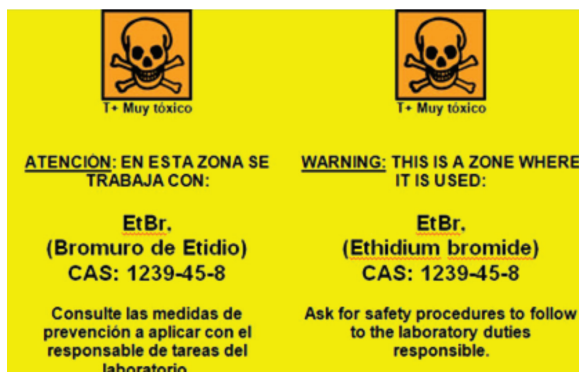 T+ Muy tóxico
ATENCIÓN: EN ESTA ZONA SE
TRABAJA CON:
EtBr,
(Bromuro de Etidio)
CAS: 1239-45-8
Consulte las medidas de
prevención a aplicar con el
responsable de tareas del
laboratorio
T+ Muy tóxico
WARNING: THIS IS A ZONE WHERE
IT IS USED:
EtBr,
(Ethidium bromide)
CAS: 1239-45-8
Ask for safety procedures to follow
to the laboratory duties
responsible.